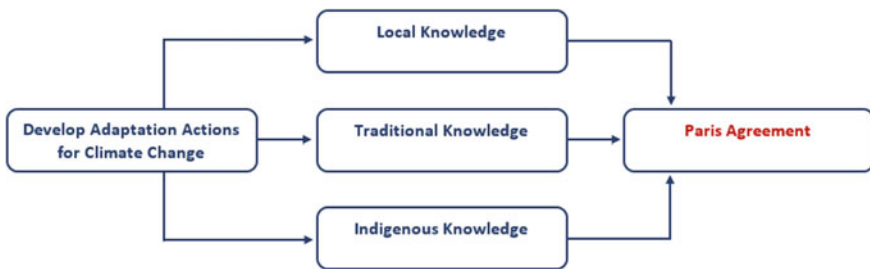 Local Knowledge
Develop Adaptation Actions
for Climate Change
Traditional Knowledge
Paris Agreement
Indigenous Knowledge